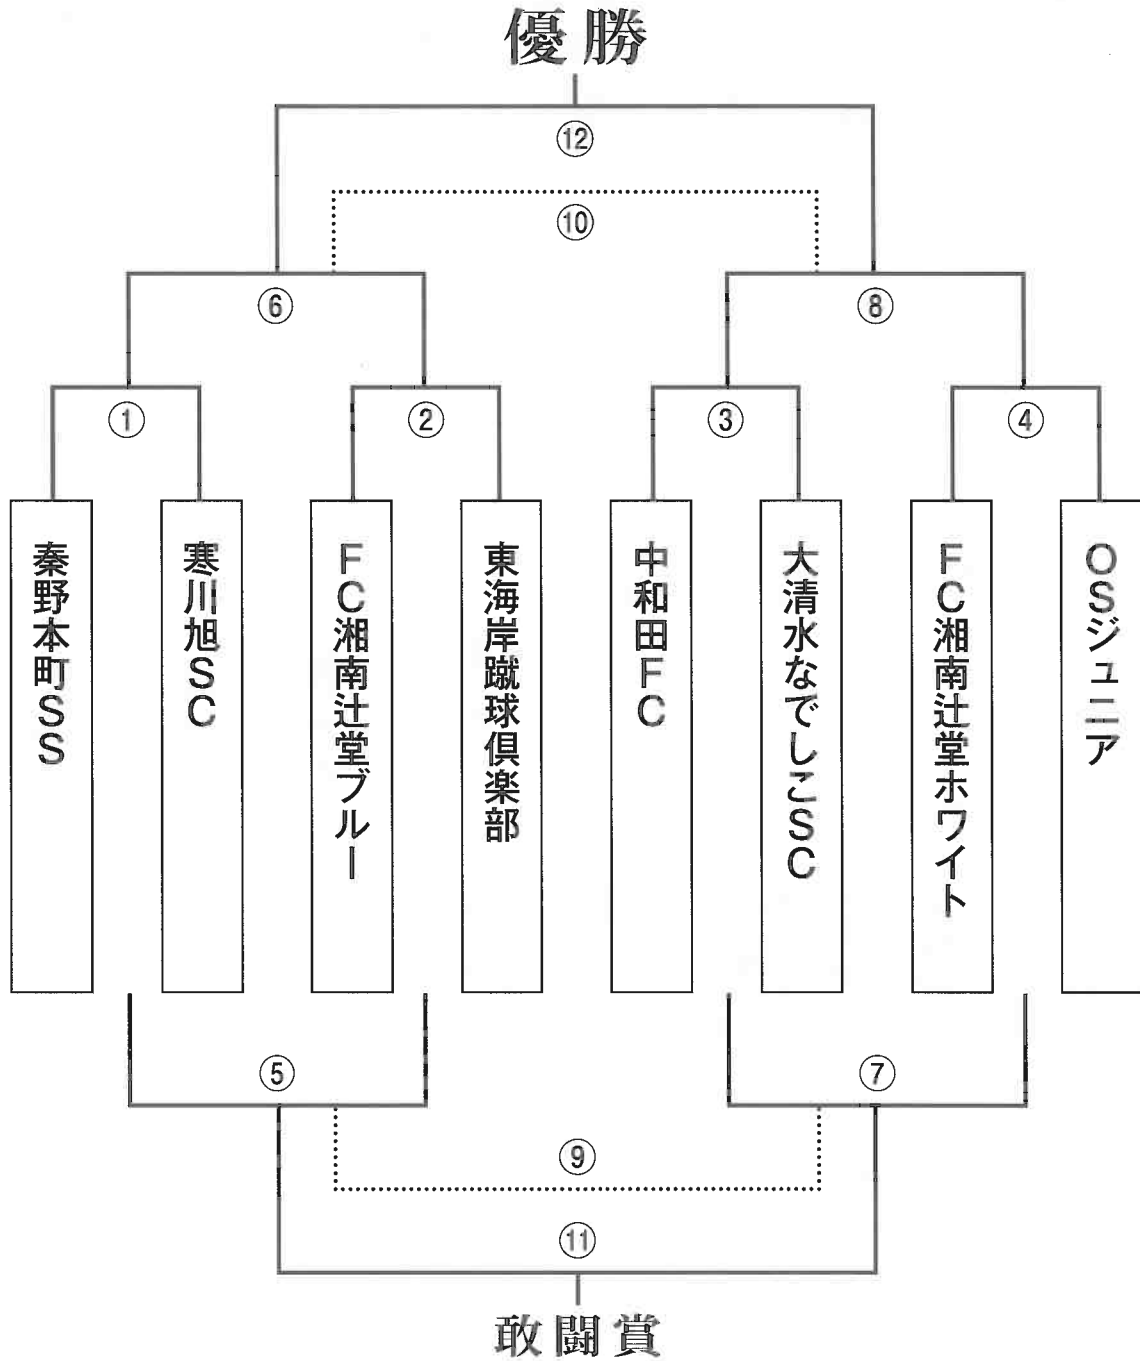 優勝
⑫
⑩
⑥
⑧
①
②
③
④
秦野本町SS
寒川旭SC
FC湘南辻堂ブルー
東海岸蹴球倶楽部
中和田FC
大清水なでしこSC
FC湘南辻堂ホワイト
OSジュニア
⑤
⑦
⑨
⑪
敢闘賞